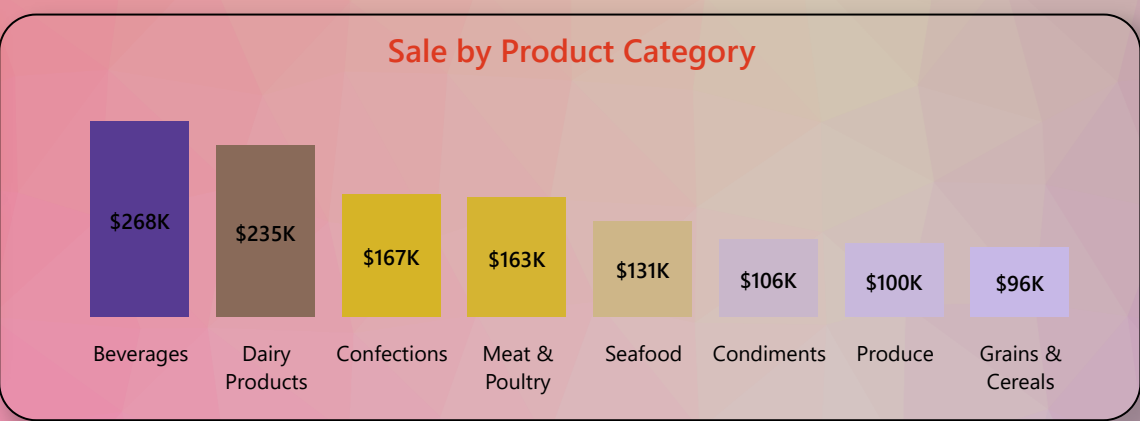 Sale by Product Category
$268K
$235K
$167K
$163K
$131K
$106K
$100K
$96K
Beverages
Dairy
Products
Confections
Meat &
Poultry
Seafood
Condiments
Produce
Grains &
Cereals